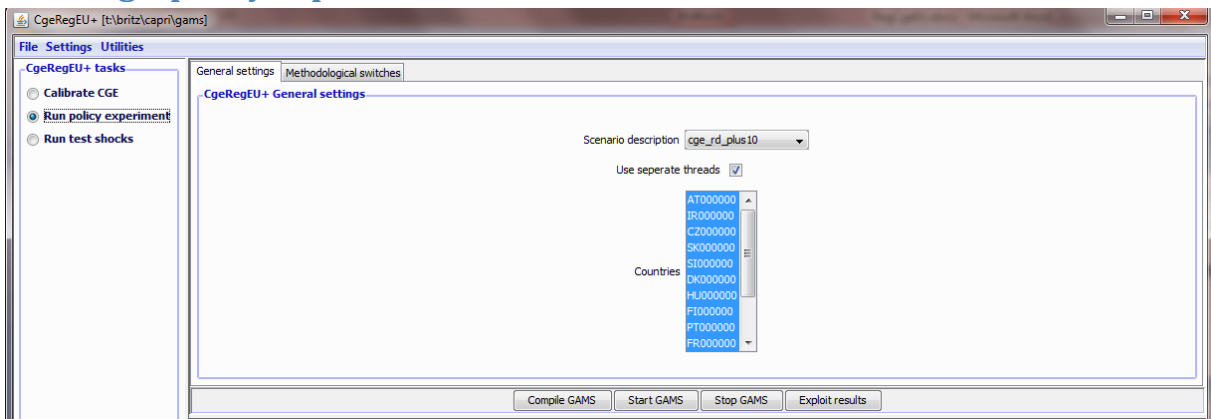 CgeRegEU+ [t:\britz\capri\gams]
File Settings Utilities
CgeRegEU+ tasks
Calibrate CGE
Run policy experiment
Run test shocks
General settings Methodological switches
CgeRegEU+ General settings
Scenario description cge_rd_plus10
Use seperate threads
Countries
AT000000
IR000000
CZ000000
SK000000
SI000000
DK000000
HU000000
FI000000
PT000000
FR000000
Compile GAMS Start GAMS Stop GAMS Exploit results